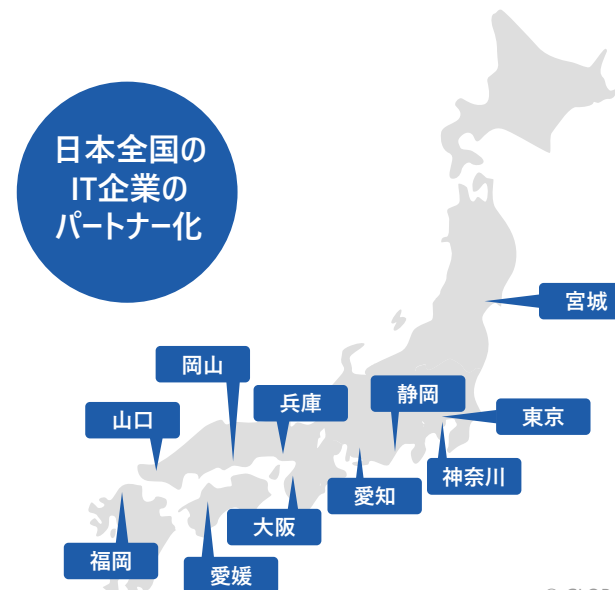 日本全国の
IT企業の
パートナー化
宮城
岡山
静岡
兵庫
東京
山口
神奈川
愛知
大阪
福岡
愛媛